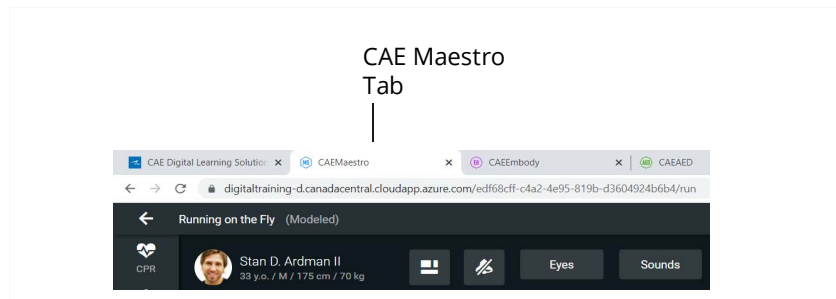 CAE Maestro
Tab
CAE Digital Learning Solution CAEMaestro CAEEmbody CAEAED
digitaltraining-d.canadacentral.cloudapp.azure.com/edf68cff-c4a2-4e95-819b-d3604924b6b4/run
Running on the Fly (Modeled)
CPR Stan D. Ardman II Eyes Sounds
33 y.o. / M / 175 cm / 70 kg